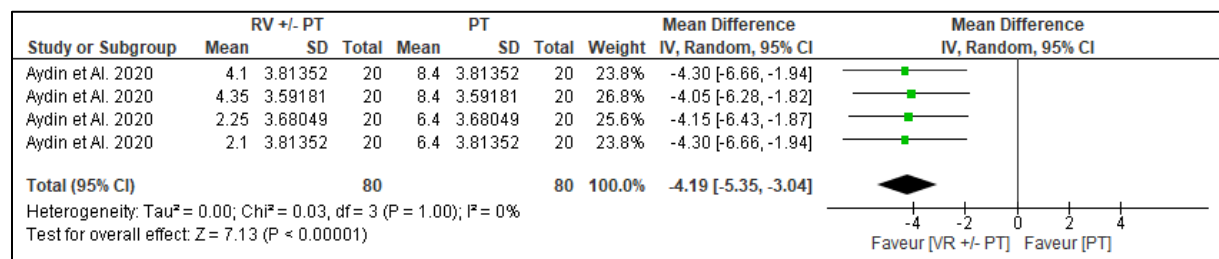 RV +/- PT PT Mean Difference Mean Difference
Study or Subgroup Mean SD Total Mean SD Total Weight IV, Random, 95% CI IV, Random, 95% CI
Aydin et Al. 2020 4.1 3.81352 20 8.4 3.81352 20 23.8% -4.30 [-6.66, -1.94]
Aydin et Al. 2020 4.35 3.59181 20 8.4 3.59181 20 26.8% -4.05 [-6.28, -1.82]
Aydin et Al. 2020 2.25 3.68049 20 6.4 3.68049 20 25.6% -4.15 [-6.43, -1.87]
Aydin et Al. 2020 2.1 3.81352 20 6.4 3.81352 20 23.8% -4.30 [-6.66, -1.94]
Total (95% CI) 80 80 100.0% -4.19 [-5.35, -3.04]
Heterogeneity: Tau² = 0.00; Chi² = 0.03, df = 3 (P = 1.00); I² = 0%
Test for overall effect: Z = 7.13 (P < 0.00001)
-4 -2 0 2 4
Faveur [VR +/- PT] Faveur [PT]